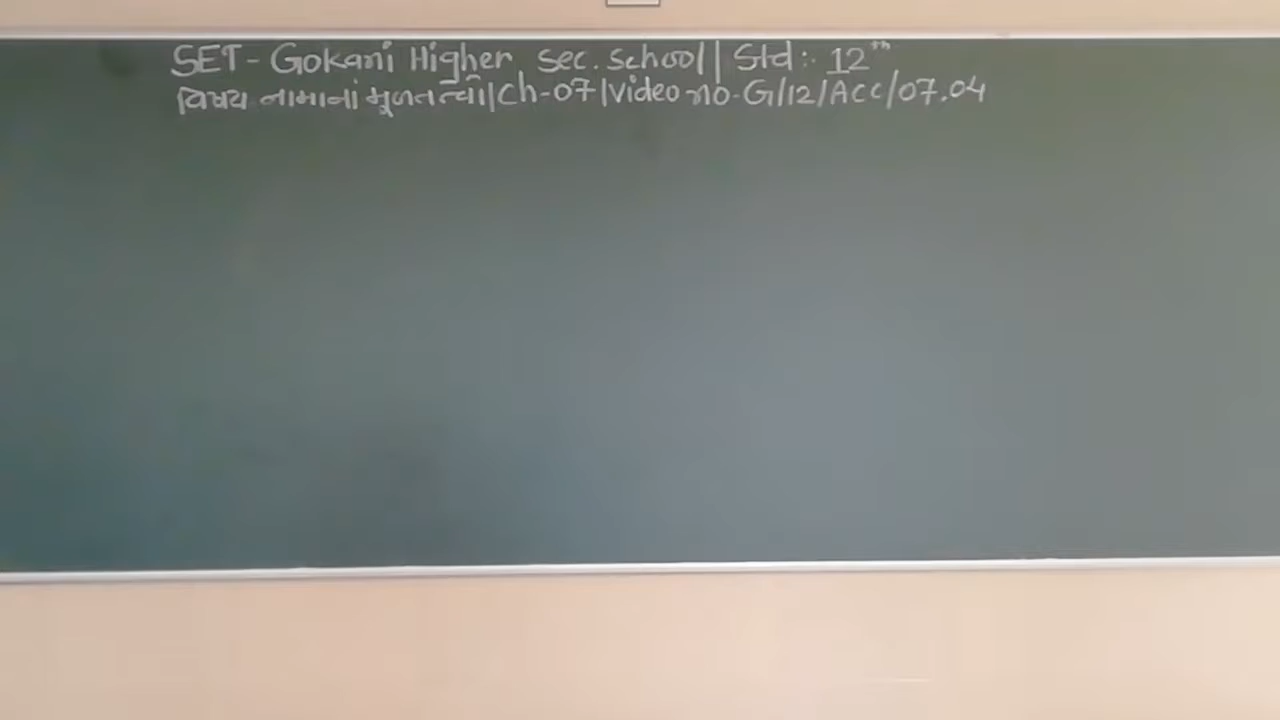 SET - Gokani Higher sec. school | Std :- 12th
વિષય નામાનાં મૂળતત્વો | Ch-07 | video no- G/12/Acc/07.04